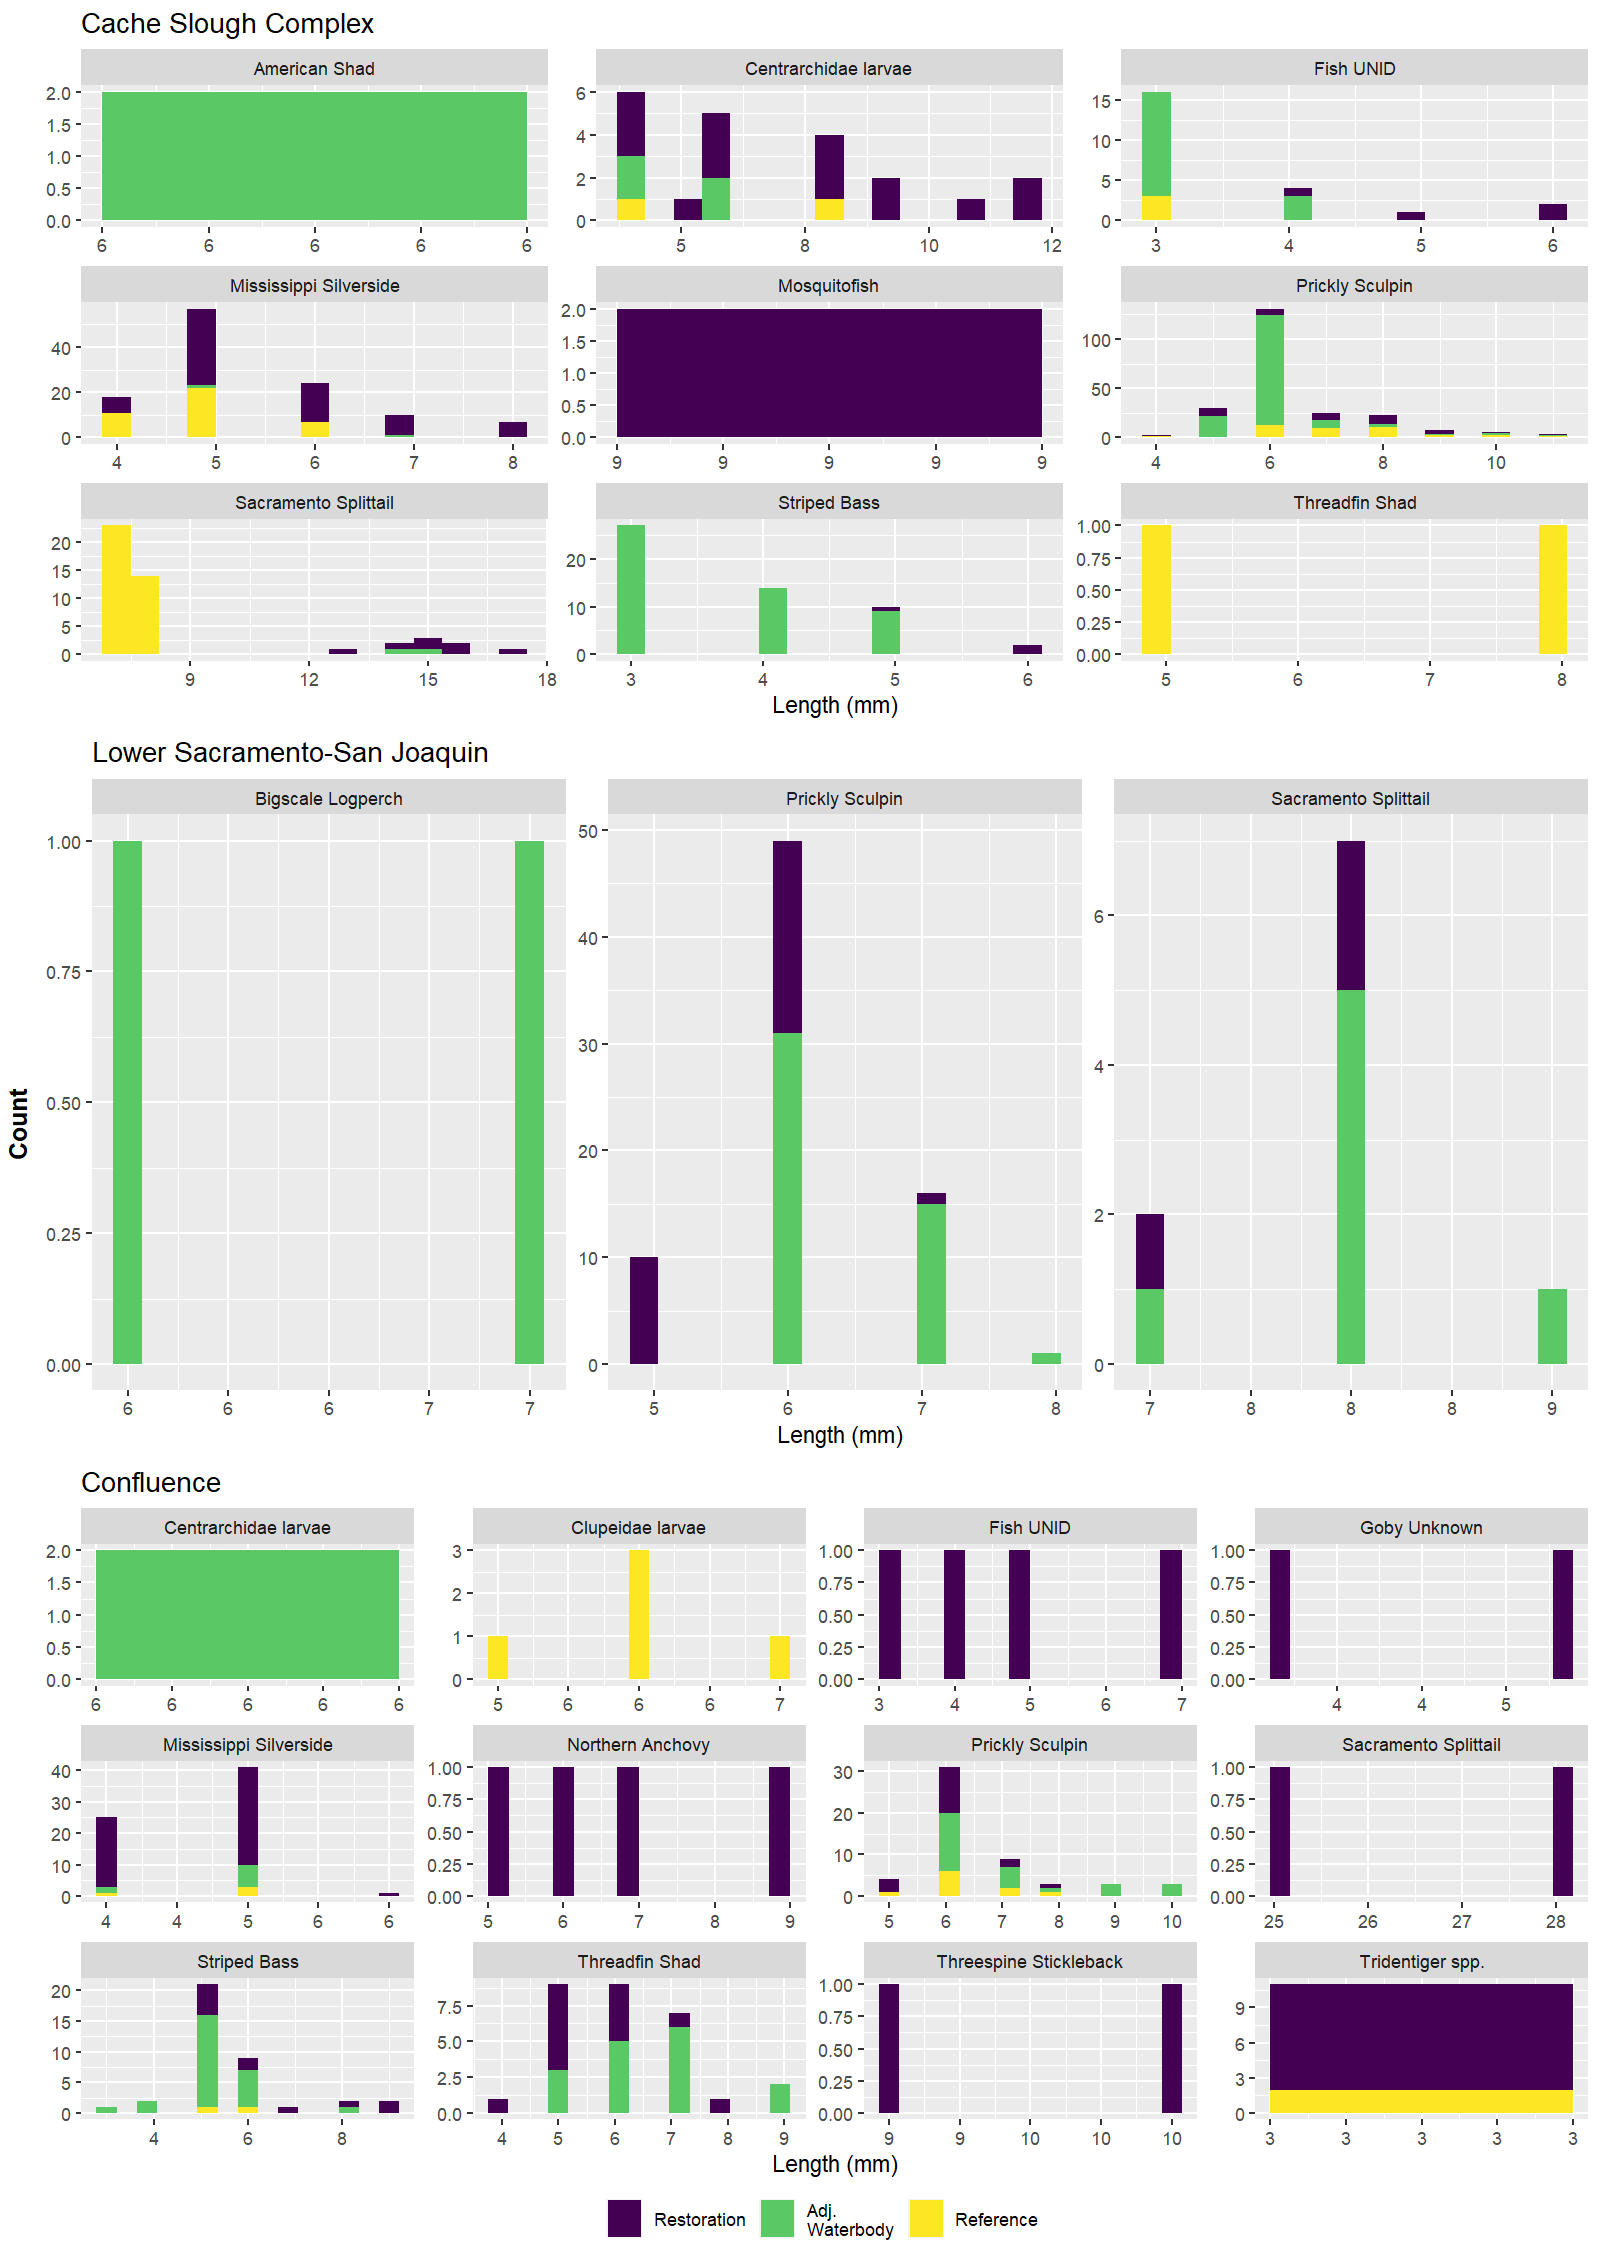 Cache Slough Complex
American Shad
Centrarchidae larvae
Fish UNID
2.0
1.5
1.0
0.5
0.0
6 6 6 6 6
6
4
2
0
5 8 10 12
15
10
5
0
3 4 5 6
Mississippi Silverside
Mosquitofish
Prickly Sculpin
40
20
0
4 5 6 7 8
2.0
1.5
1.0
0.5
0.0
9 9 9 9 9
100
50
0
4 6 8 10
Sacramento Splittail
Striped Bass
Threadfin Shad
20
15
10
5
0
9 12 15 18
20
10
0
3 4 5 6
1.00
0.75
0.50
0.25
0.00
5 6 7 8
Length (mm)
Lower Sacramento-San Joaquin
Bigscale Logperch
Prickly Sculpin
Sacramento Splittail
Count
1.00
0.75
0.50
0.25
0.00
6 6 6 7 7
50
40
30
20
10
0
5 6 7 8
6
4
2
0
7 8 8 8 9
Length (mm)
Confluence
Centrarchidae larvae
Clupeidae larvae
Fish UNID
Goby Unknown
2.0
1.5
1.0
0.5
0.0
6 6 6 6 6
3
2
1
0
5 6 6 6 7
1.00
0.75
0.50
0.25
0.00
3 4 5 6 7
1.00
0.75
0.50
0.25
0.00
4 4 5
Mississippi Silverside
Northern Anchovy
Prickly Sculpin
Sacramento Splittail
40
30
20
10
0
4 4 5 6 6
1.00
0.75
0.50
0.25
0.00
5 6 7 8 9
30
20
10
0
5 6 7 8 9 10
1.00
0.75
0.50
0.25
0.00
25 26 27 28
Striped Bass
Threadfin Shad
Threespine Stickleback
Tridentiger spp.
20
15
10
5
0
4 6 8
7.5
5.0
2.5
0.0
4 5 6 7 8 9
1.00
0.75
0.50
0.25
0.00
9 9 10 10 10
9
6
3
0
3 3 3 3 3
Length (mm)
Restoration
Adj.
Waterbody
Reference